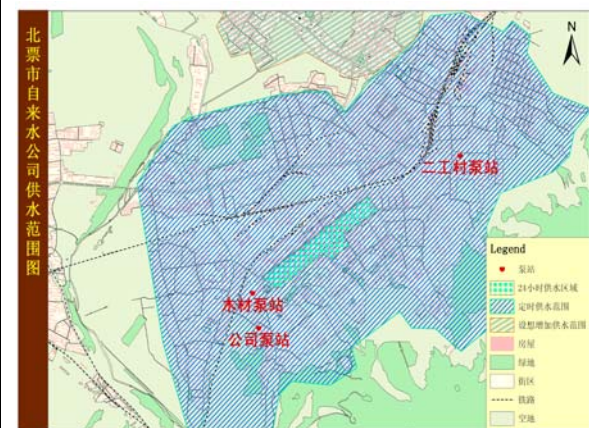 北票市自来水公司供水范围图
N
二工村泵站
木材泵站
公司泵站
Legend
泵站
24小时供水区域
定时供水范围
设想增加供水范围
房屋
绿地
街区
铁路
空地